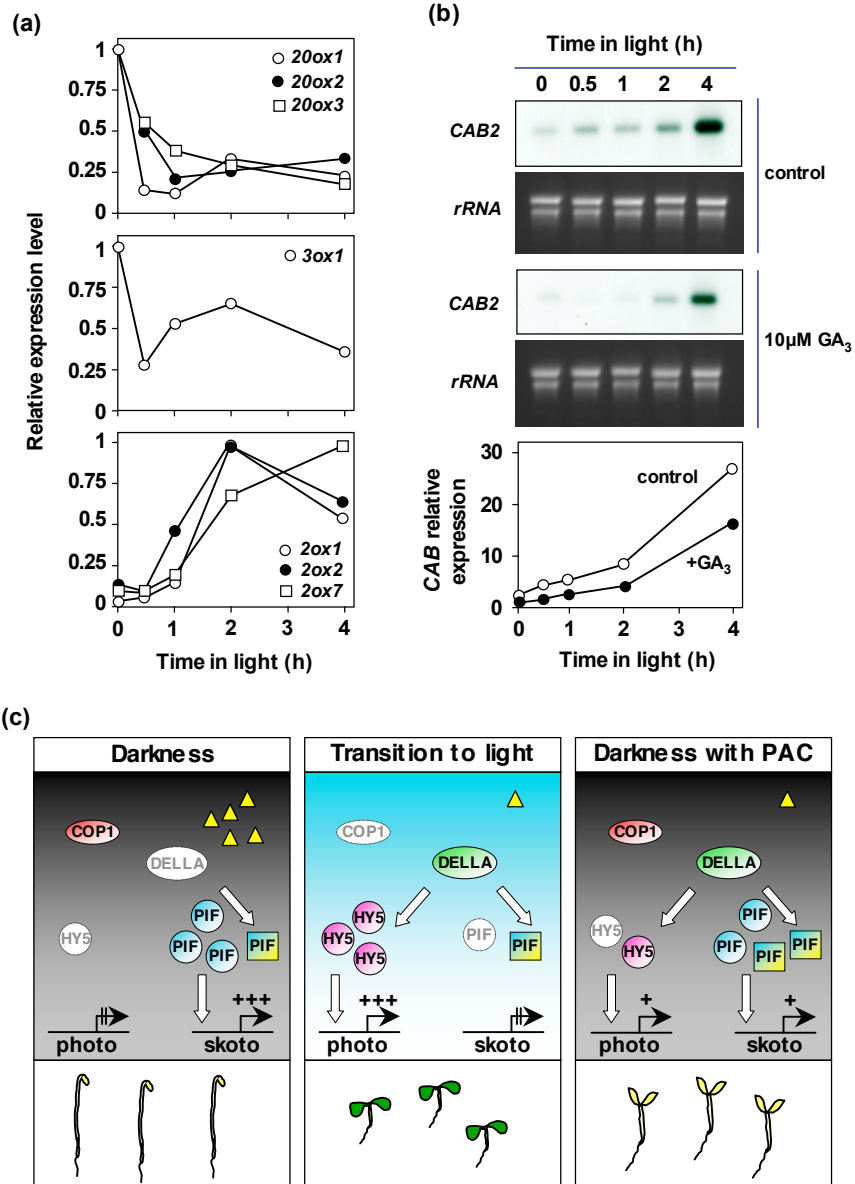 (a)
Relative expression level
1
0.75
0.5
0.25
0
20ox1
20ox2
20ox3
1
0.75
0.5
0.25
0
3ox1
1
0.75
0.5
0.25
0
2ox1
2ox2
2ox7
0 1 2 3 4
Time in light (h)
(b)
Time in light (h)
0 0.5 1 2 4
CAB2
rRNA
control
CAB2
rRNA
10µM GA3
CAB relative
expression
30
20
10
0
control
+GA3
0 1 2 3 4
Time in light (h)
(c)
Darkness
COP1
DELLA
HY5
PIF
PIF
PIF
PIF
+++
photo
skoto
Transition to light
COP1
DELLA
HY5
HY5
HY5
PIF
PIF
+++
photo
skoto
Darkness with PAC
COP1
DELLA
HY5
HY5
PIF
PIF
PIF
PIF
+
+
photo
skoto